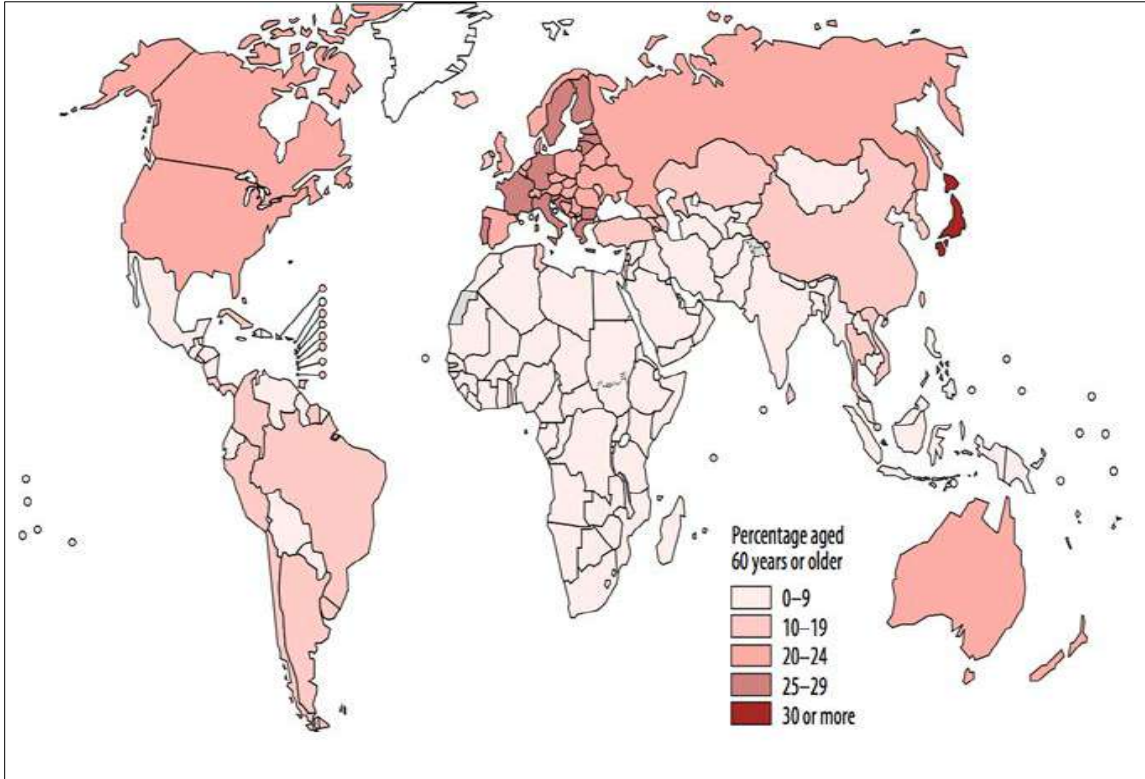 Percentage aged
60 years or older
0–9
10–19
20–24
25–29
30 or more